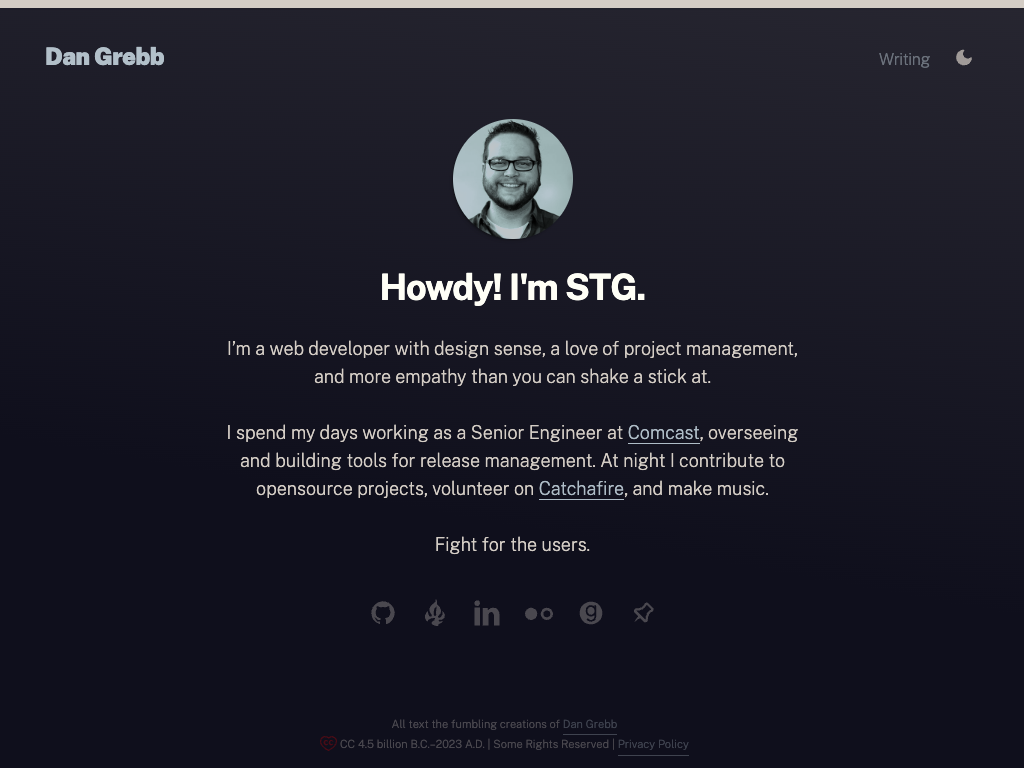 Dan Grebb
Writing
Howdy! I'm STG.
I’m a web developer with design sense, a love of project management,
and more empathy than you can shake a stick at.
I spend my days working as a Senior Engineer at Comcast, overseeing
and building tools for release management. At night I contribute to
opensource projects, volunteer on Catchafire, and make music.
Fight for the users.
All text the fumbling creations of Dan Grebb
CC 4.5 billion B.C.–2023 A.D. | Some Rights Reserved | Privacy Policy